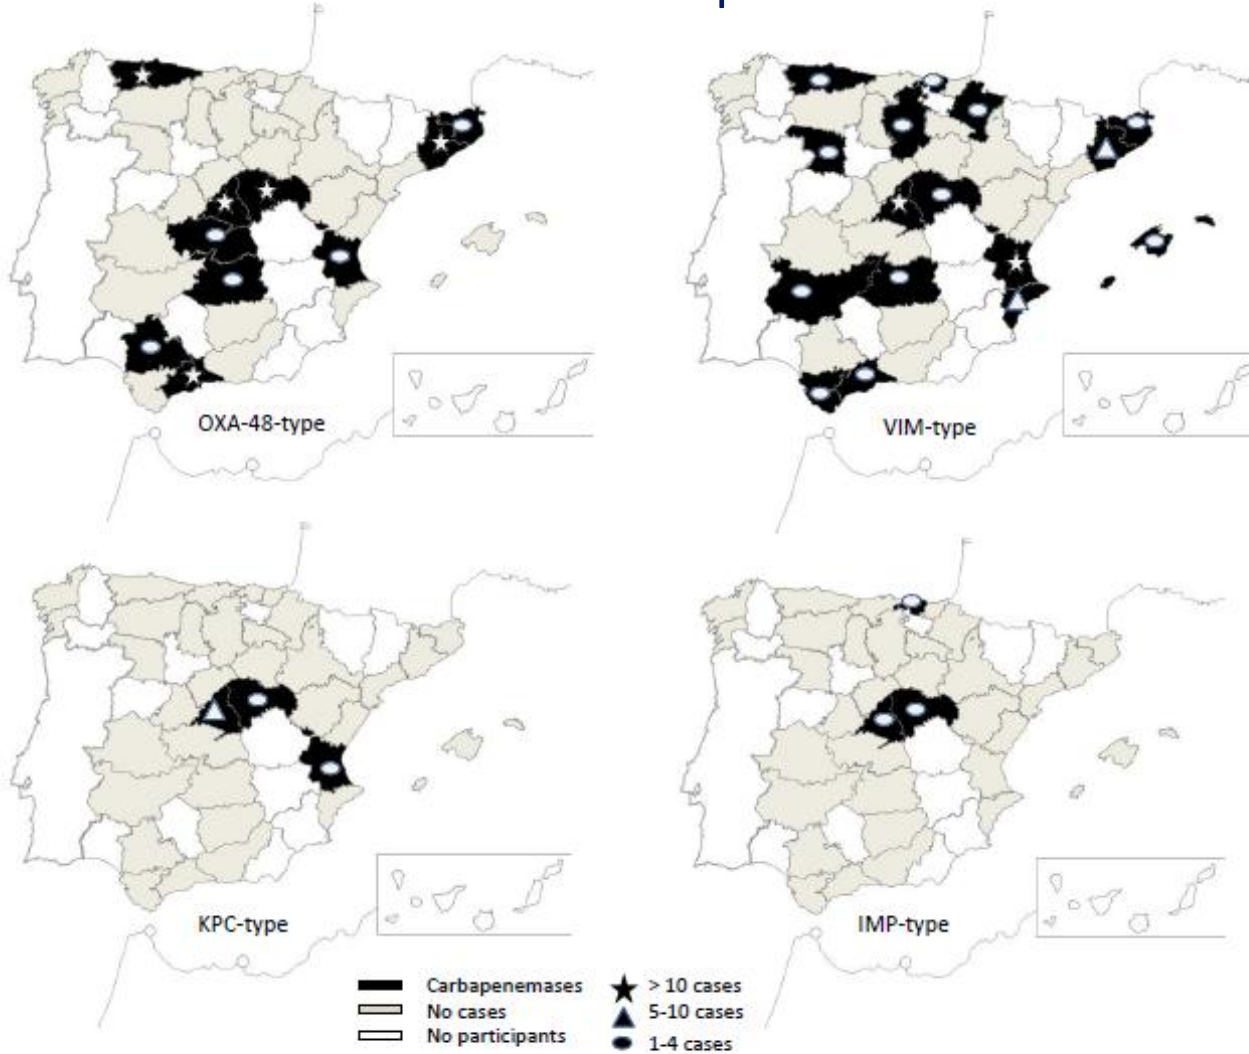 OXA-48-type
VIM-type
KPC-type
IMP-type
Carbapenemases
No cases
No participants
> 10 cases
5-10 cases
1-4 cases